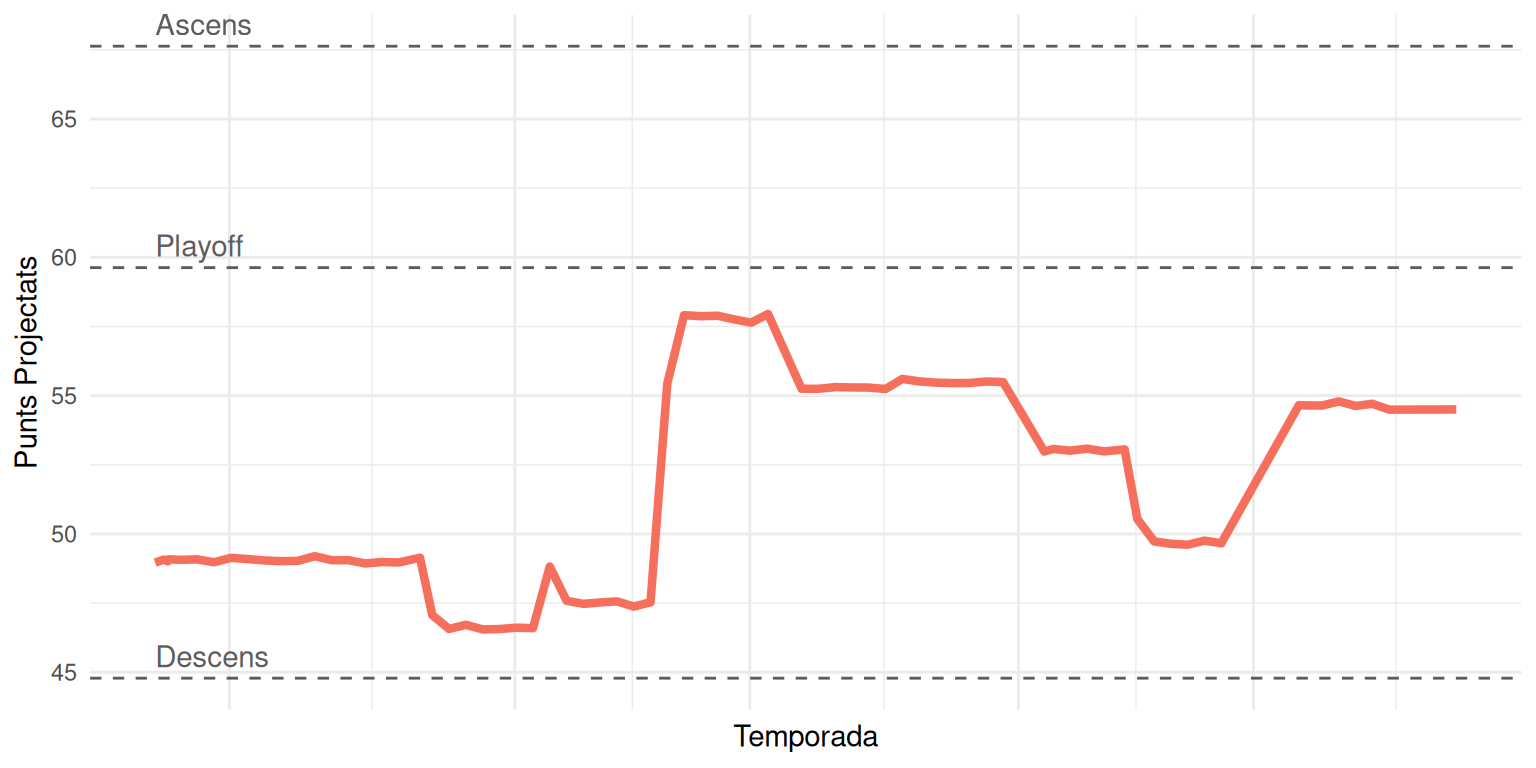 Ascens
65
Playoff
60
55
50
Descens
45
Punts Projectats
Temporada